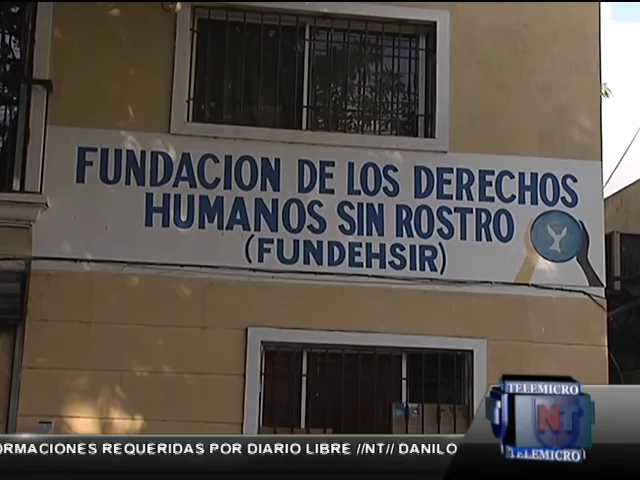 FUNDACION DE LOS DERECHOS
HUMANOS SIN ROSTRO
(FUNDEHSIR)
TELEMICRO
NT
TELEMICRO
ORMACIONES REQUERIDAS POR DIARIO LIBRE //NT// DANILO